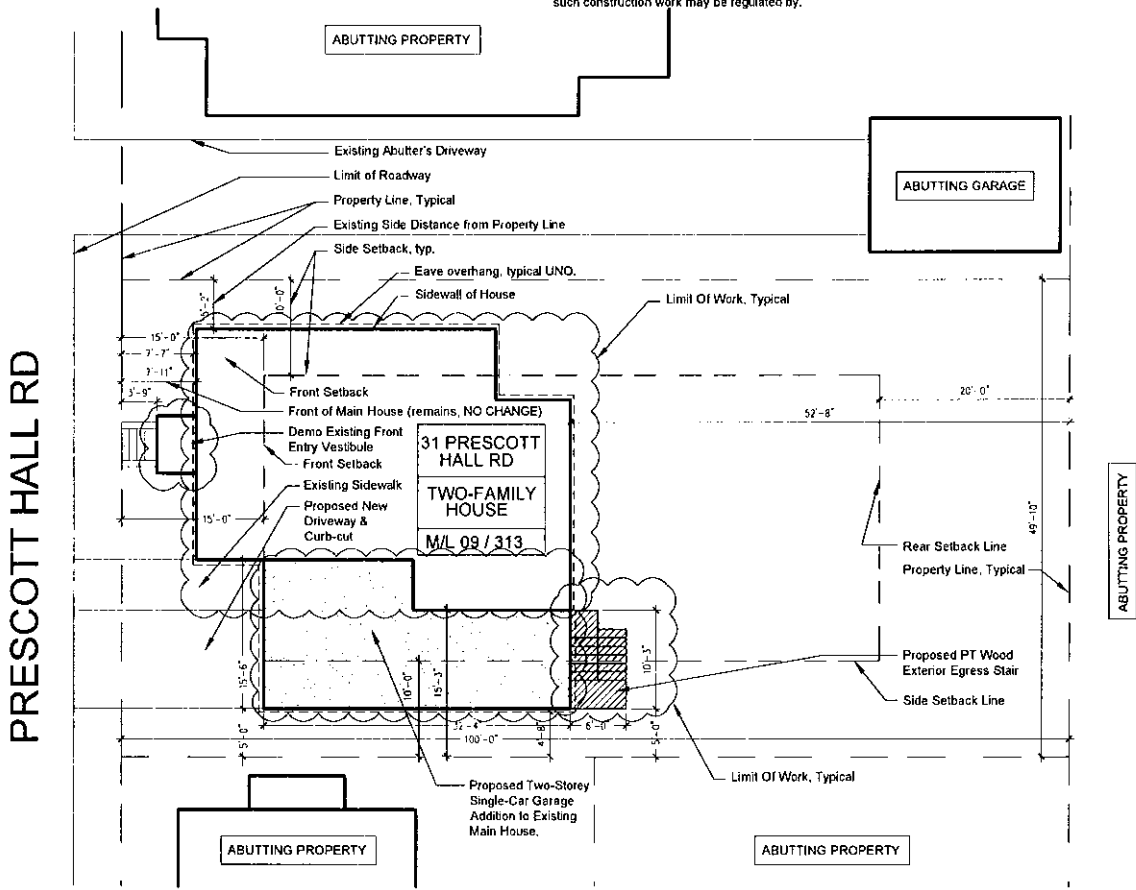 such construction work may be regulated by.
ABUTTING PROPERTY
Existing Abutter's Driveway
Limit of Roadway
Property Line, Typical
Existing Side Distance from Property Line
Side Setback, typ.
Eave overhang, typical UNO.
Sidewall of House
Limit Of Work, Typical
ABUTTING GARAGE
10'-0"
15'-0"
7'-7"
7'-11"
3'-9"
Front Setback
Front of Main House (remains, NO CHANGE)
Demo Existing Front
Entry Vestibule
Front Setback
Existing Sidewalk
Proposed New
Driveway &
Curb-cut
15'-0"
31 PRESCOTT
HALL RD
TWO-FAMILY
HOUSE
M/L 09 / 313
20'-0"
52'-8"
49'-10"
PRESCOTT HALL RD
ABUTTING PROPERTY
Rear Setback Line
Property Line, Typical
Proposed PT Wood
Exterior Egress Stair
Side Setback Line
15'-6"
10'-0"
15'-3"
10'-3"
32'-4"
100'-0"
5'-0"
4'-8"
5'-0"
Limit Of Work, Typical
Proposed Two-Storey
Single-Car Garage
Addition to Existing
Main House,
ABUTTING PROPERTY
ABUTTING PROPERTY